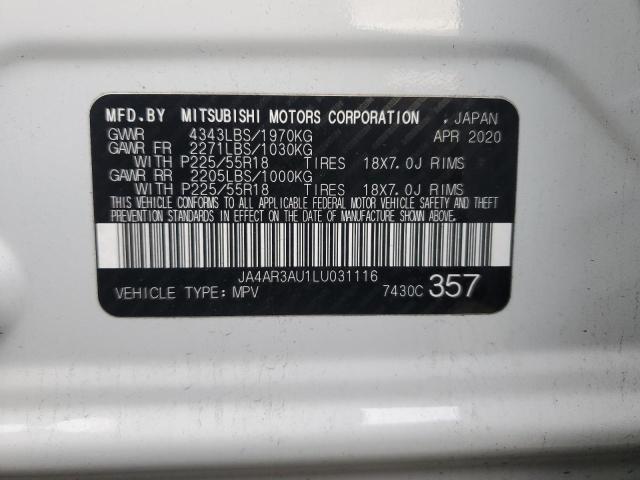 MFD.BY MITSUBISHI MOTORS CORPORATION , JAPAN
GVWR 4343LBS/1970KG APR 2020
GAWR FR 2271LBS/1030KG
WITH P225/55R18 TIRES 18X7.0J RIMS
GAWR RR 2205LBS/1000KG
WITH P225/55R18 TIRES 18X7.0J RIMS
THIS VEHICLE CONFORMS TO ALL APPLICABLE FEDERAL MOTOR VEHICLE SAFETY AND THEFT
PREVENTION STANDARDS IN EFFECT ON THE DATE OF MANUFACTURE SHOWN ABOVE.
JA4AR3AU1LU031116
VEHICLE TYPE: MPV 7430C 357